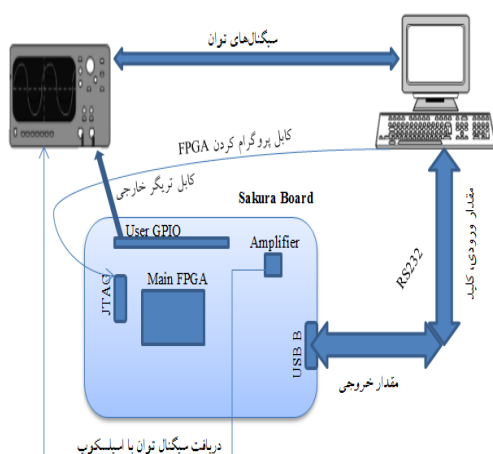 سیگنال‌های توان
کابل پروگرام کردن FPGA
کابل تریگر خارجی
Sakura Board
User GPIO
Amplifier
JTAG
Main FPGA
USB B
RS232
مقدار ورودی، کلید
مقدار خروجی
دریافت سیگنال توان با اسیلسکوپ